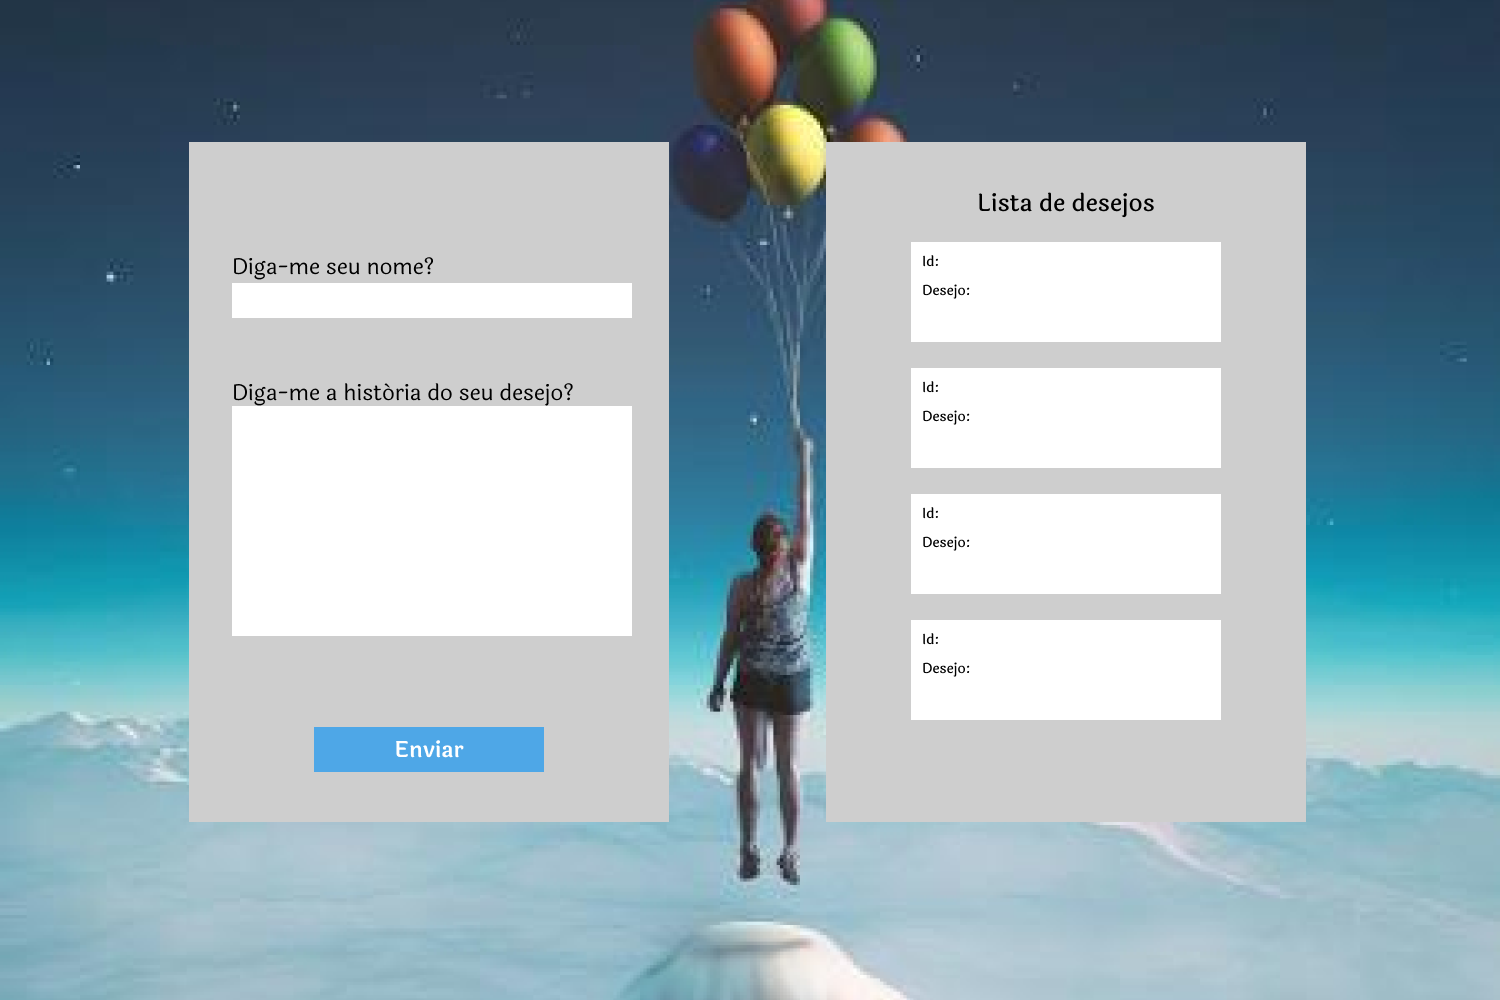 Diga-me seu nome?
Diga-me a història do seu desejo?
Enviar
Lista de desejos
Id:
Desejo:
Id:
Desejo:
Id:
Desejo:
Id:
Desejo: